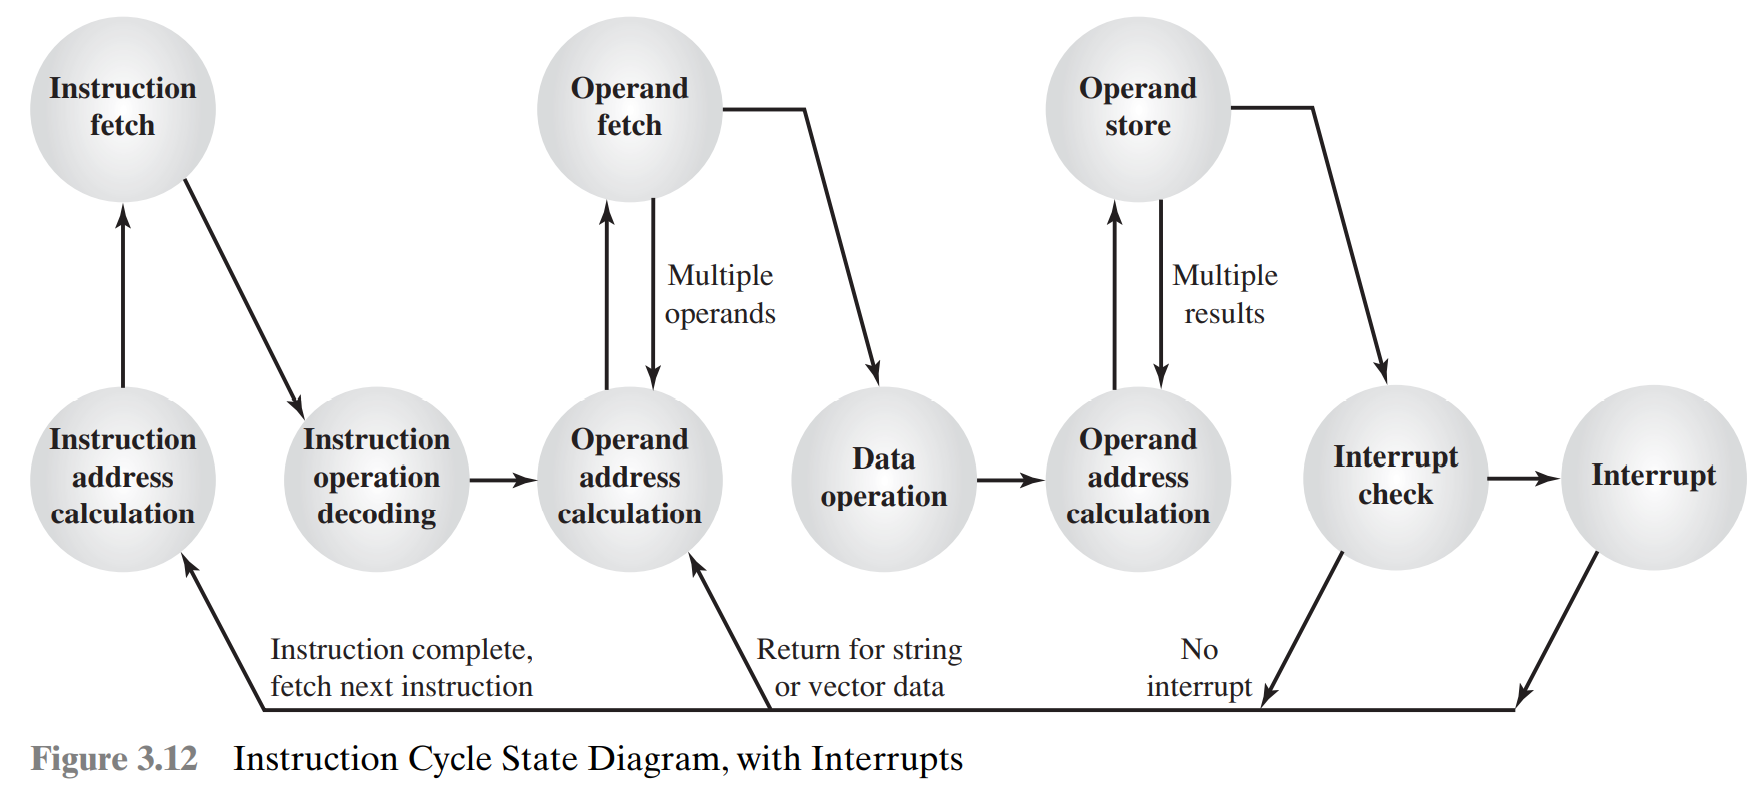 Instruction
fetch
Operand
fetch
Operand
store
Multiple
operands
Multiple
results
Instruction
address
calculation
Instruction
operation
decoding
Operand
address
calculation
Data
operation
Operand
address
calculation
Interrupt
check
Interrupt
Instruction complete,
fetch next instruction
Return for string
or vector data
No
interrupt
Figure 3.12 Instruction Cycle State Diagram, with Interrupts